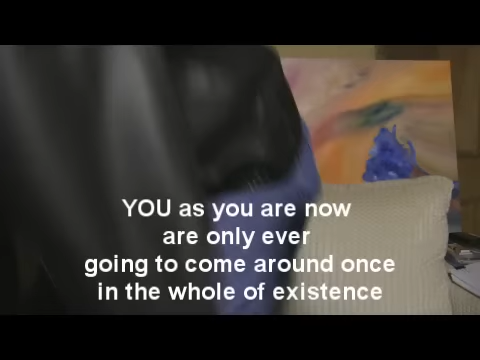 YOU as you are now
are only ever
going to come around once
in the whole of existence